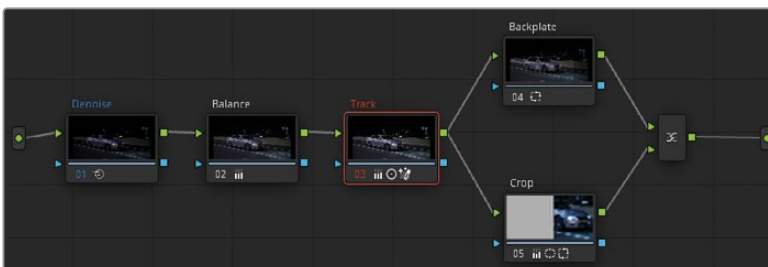 Backplate
04
Denoise
Balance
Track
01
02
03
Crop
05